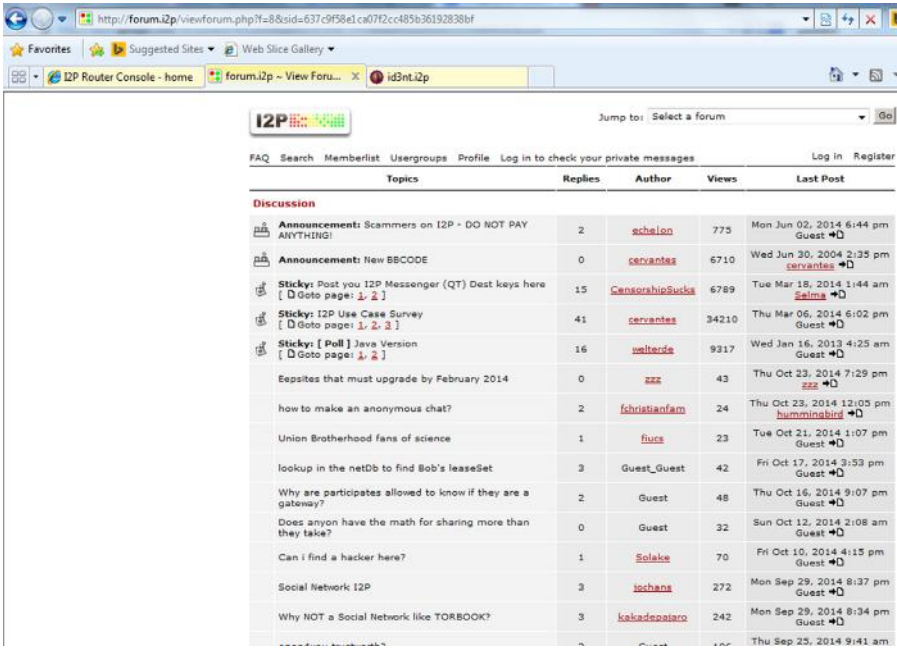 http://forum.i2p/viewforum.php?f=8&sid=637c9f58e1ca07f2cc485b36192838bf
Favorites Suggested Sites Web Slice Gallery
I2P Router Console - home forum.i2p ~ View Foru... id3nt.i2p
I2P Jump to: Select a forum Go
FAQ Search Memberlist Usergroups Profile Log in to check your private messages Log in Register
Topics Replies Author Views Last Post
Discussion
Announcement: Scammers on I2P - DO NOT PAY
ANYTHING! 2 echelon 775 Mon Jun 02, 2014 6:44 pm
Guest
Announcement: New BBCODE 0 cervantes 6710 Wed Jun 30, 2004 2:35 pm
cervantes
Sticky: Post you I2P Messenger (QT) Dest keys here
[ Goto page: 1, 2 ] 15 CensorshipSucks 6789 Tue Mar 18, 2014 1:44 am
Selma
Sticky: I2P Use Case Survey
[ Goto page: 1, 2, 3 ] 41 cervantes 34210 Thu Mar 06, 2014 6:02 pm
Guest
Sticky: [ Poll ] Java Version
[ Goto page: 1, 2 ] 16 welterde 9317 Wed Jan 16, 2013 4:25 am
Guest
Eepsites that must upgrade by February 2014 0 zzz 43 Thu Oct 23, 2014 7:29 pm
zzz
how to make an anonymous chat? 2 fchristianfam 24 Thu Oct 23, 2014 12:05 pm
hummingbird
Union Brotherhood fans of science 1 fiucs 23 Tue Oct 21, 2014 1:07 pm
Guest
lookup in the netDb to find Bob's leaseSet 3 Guest_Guest 42 Fri Oct 17, 2014 3:53 pm
Guest
Why are participates allowed to know if they are a
gateway? 2 Guest 48 Thu Oct 16, 2014 9:07 pm
Guest
Does anyon have the math for sharing more than
they take? 0 Guest 32 Sun Oct 12, 2014 2:08 am
Guest
Can i find a hacker here? 1 Solake 70 Fri Oct 10, 2014 4:15 pm
Guest
Social Network I2P 3 jochans 272 Mon Sep 29, 2014 8:37 pm
Guest
Why NOT a Social Network like TORBOOK? 3 kakadepajaro 242 Mon Sep 29, 2014 8:34 pm
Guest
Thu Sep 25, 2014 9:41 am